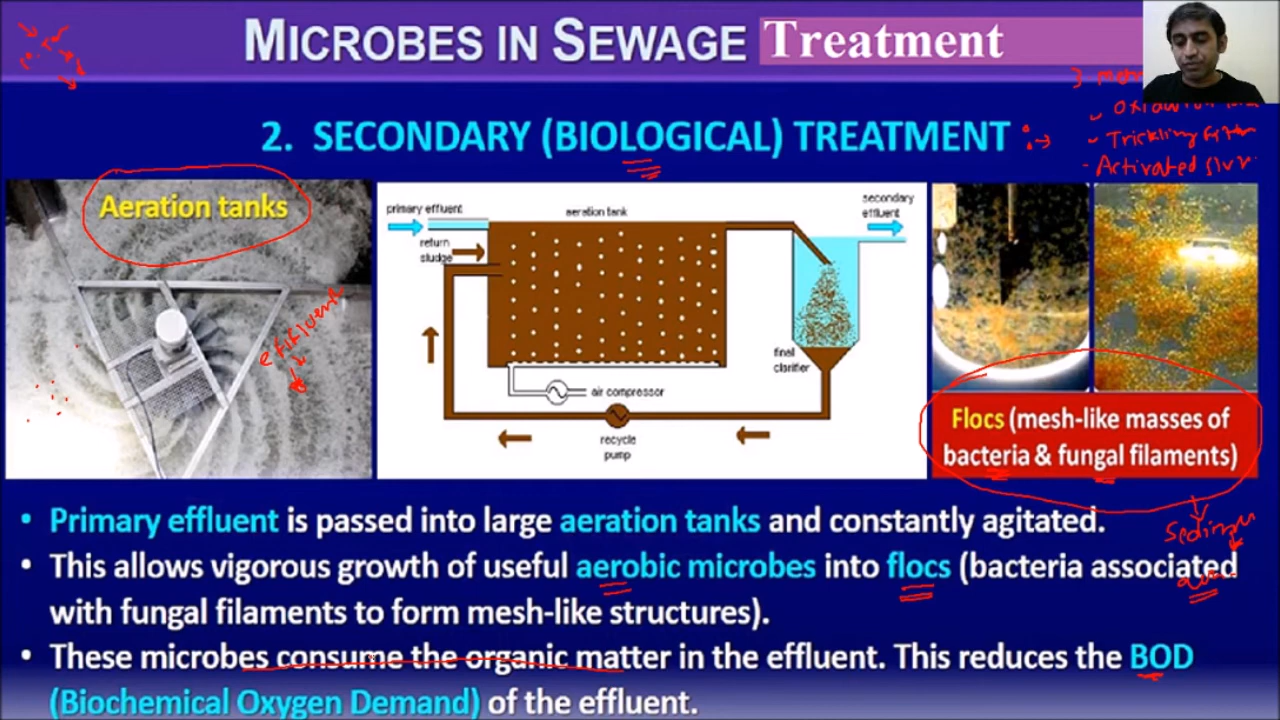 MICROBES IN SEWAGE Treatment
2. SECONDARY (BIOLOGICAL) TREATMENT
Trickling
Activated
Aeration tanks
effluent
primary effluent
aeration tank
secondary effluent
return sludge
air compressor
final clarifier
recycle pump
Flocs (mesh-like masses of
bacteria & fungal filaments)
• Primary effluent is passed into large aeration tanks and constantly agitated.
• This allows vigorous growth of useful aerobic microbes into flocs (bacteria associated
with fungal filaments to form mesh-like structures).
• These microbes consume the organic matter in the effluent. This reduces the BOD
(Biochemical Oxygen Demand) of the effluent.